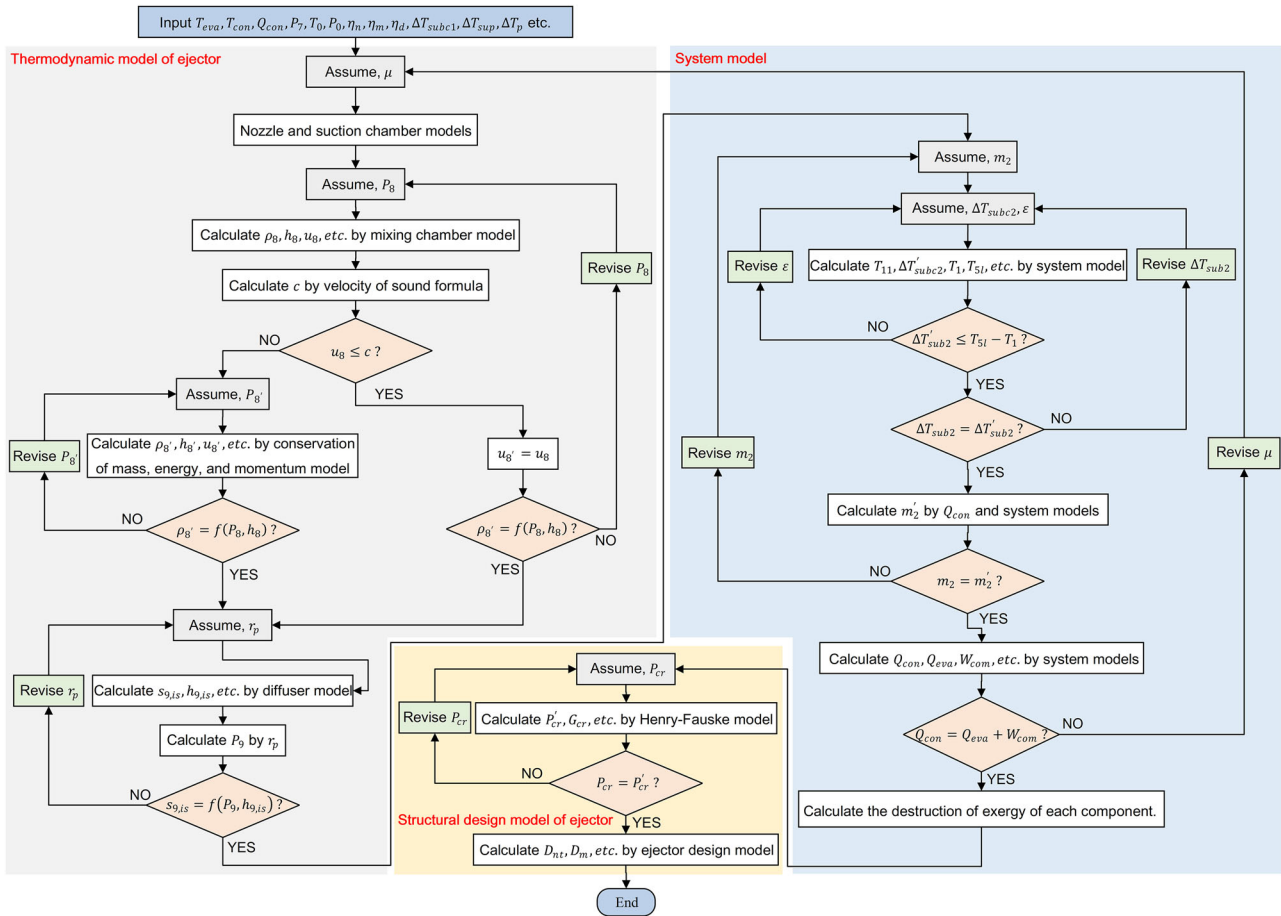 Input T_eva, T_con, Q_con, P_7, T_0, P_0, η_n, η_m, η_d, ΔT_subc1, ΔT_sup, ΔT_p etc.
Thermodynamic model of ejector
Assume, μ
Nozzle and suction chamber models
Assume, P_8
Calculate ρ_8, h_8, u_8, etc. by mixing chamber model
Revise P_8
Calculate c by velocity of sound formula
u_8 ≤ c ?
NO
YES
Assume, P_8′
Calculate ρ_8′, h_8′, u_8′, etc. by conservation
of mass, energy, and momentum model
Revise P_8′
u_8′ = u_8
NO
ρ_8′ = f(P_8, h_8) ?
YES
ρ_8′ = f(P_8, h_8) ?
NO
YES
Assume, r_p
Revise r_p
Calculate s_9,is, h_9,is, etc. by diffuser model
Calculate P_9 by r_p
NO
s_9,is = f(P_9, h_9,is) ?
YES
System model
Assume, m_2
Assume, ΔT_subc2, ε
Revise ε
Calculate T_11, ΔT′_subc2, T_1, T_5l, etc. by system model
Revise ΔT_sub2
NO
ΔT′_sub2 ≤ T_5l − T_1 ?
YES
ΔT_sub2 = ΔT′_sub2 ?
NO
Revise m_2
YES
Revise μ
Calculate m′_2 by Q_con and system models
NO
m_2 = m′_2 ?
YES
Calculate Q_con, Q_eva, W_com, etc. by system models
Q_con = Q_eva + W_com ?
NO
YES
Calculate the destruction of exergy of each component.
Assume, P_cr
Revise P_cr
Calculate P′_cr, G_cr, etc. by Henry-Fauske model
NO
P_cr = P′_cr ?
Structural design model of ejector
YES
Calculate D_nt, D_m, etc. by ejector design model
End